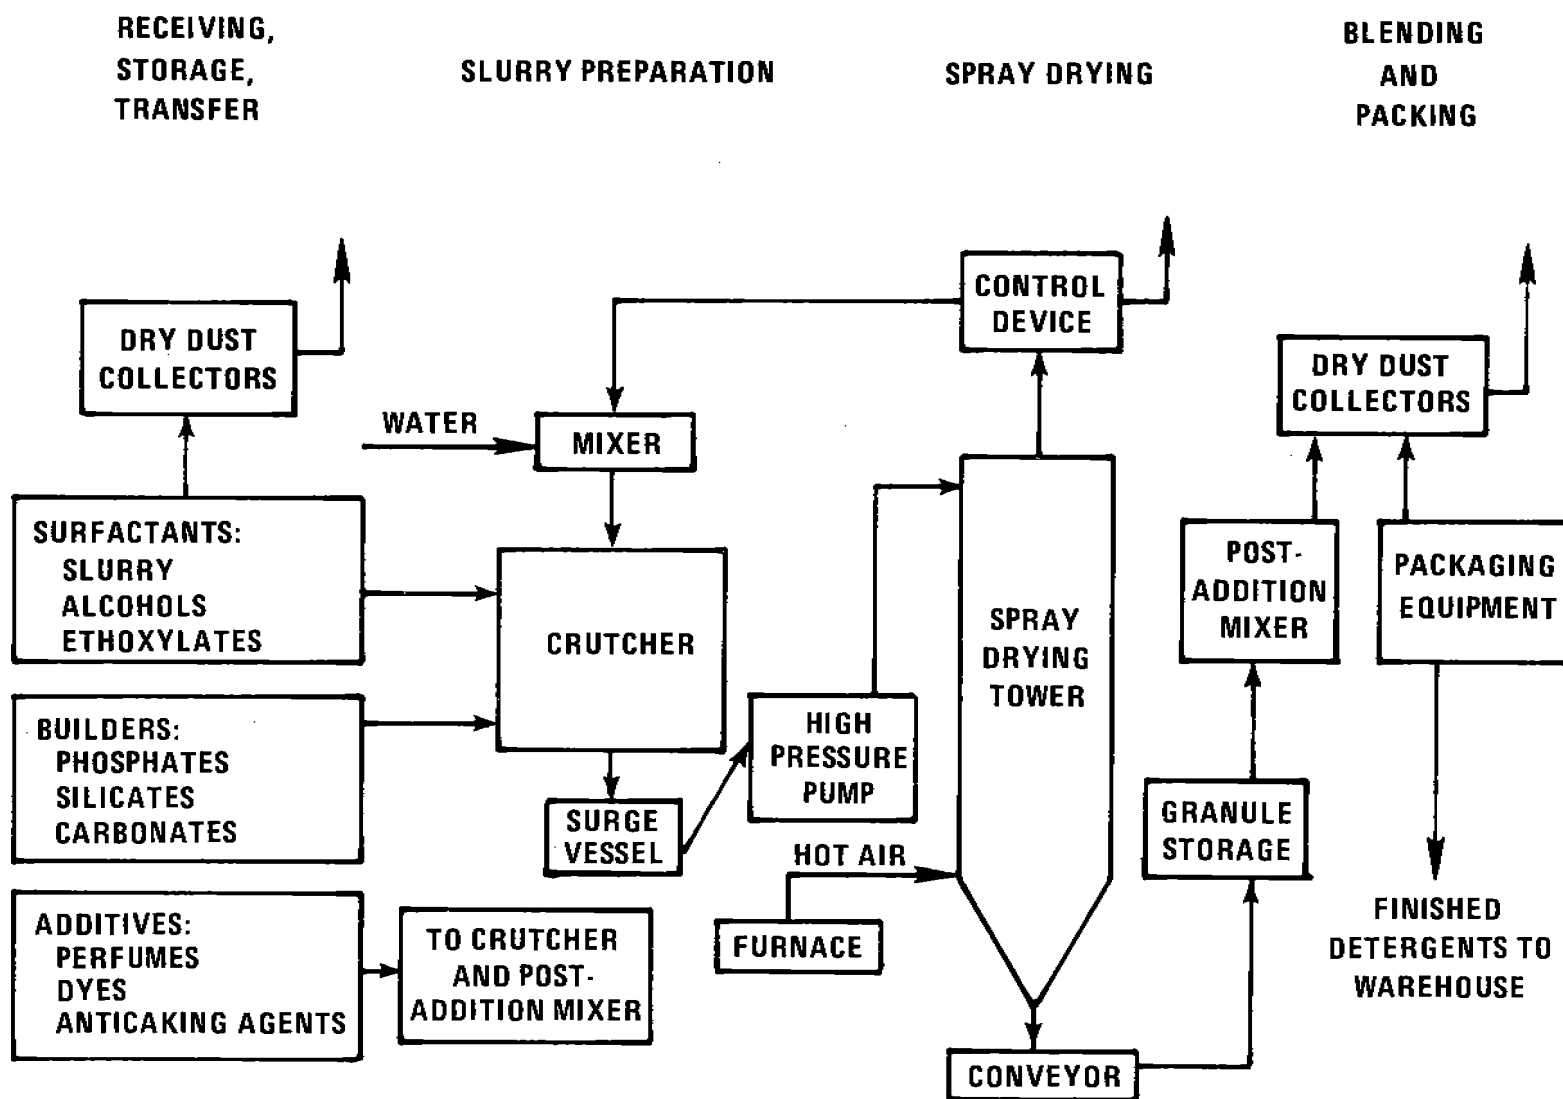 RECEIVING,
STORAGE,
TRANSFER
SLURRY PREPARATION
SPRAY DRYING
BLENDING
AND
PACKING
DRY DUST
COLLECTORS
CONTROL
DEVICE
DRY DUST
COLLECTORS
WATER
MIXER
SURFACTANTS:
SLURRY
ALCOHOLS
ETHOXYLATES
CRUTCHER
SPRAY
DRYING
TOWER
POST-
ADDITION
MIXER
PACKAGING
EQUIPMENT
BUILDERS:
PHOSPHATES
SILICATES
CARBONATES
HIGH
PRESSURE
PUMP
SURGE
VESSEL
GRANULE
STORAGE
HOT AIR
FURNACE
ADDITIVES:
PERFUMES
DYES
ANTICAKING AGENTS
TO CRUTCHER
AND POST-
ADDITION MIXER
FINISHED
DETERGENTS TO
WAREHOUSE
CONVEYOR